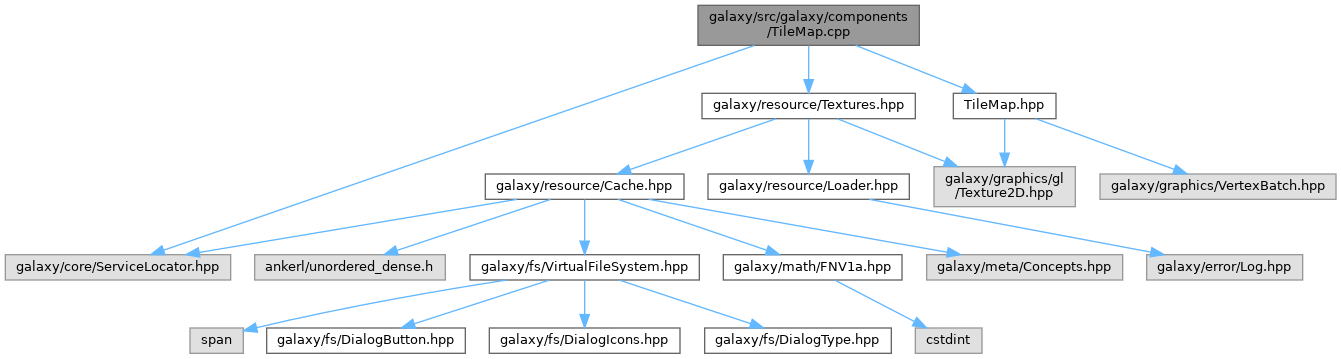 galaxy/src/galaxy/components
/TileMap.cpp
galaxy/resource/Textures.hpp
TileMap.hpp
galaxy/resource/Cache.hpp
galaxy/resource/Loader.hpp
galaxy/graphics/gl
/Texture2D.hpp
galaxy/graphics/VertexBatch.hpp
galaxy/core/ServiceLocator.hpp
ankerl/unordered_dense.h
galaxy/fs/VirtualFileSystem.hpp
galaxy/math/FNV1a.hpp
galaxy/meta/Concepts.hpp
galaxy/error/Log.hpp
span
galaxy/fs/DialogButton.hpp
galaxy/fs/DialogIcons.hpp
galaxy/fs/DialogType.hpp
cstdint